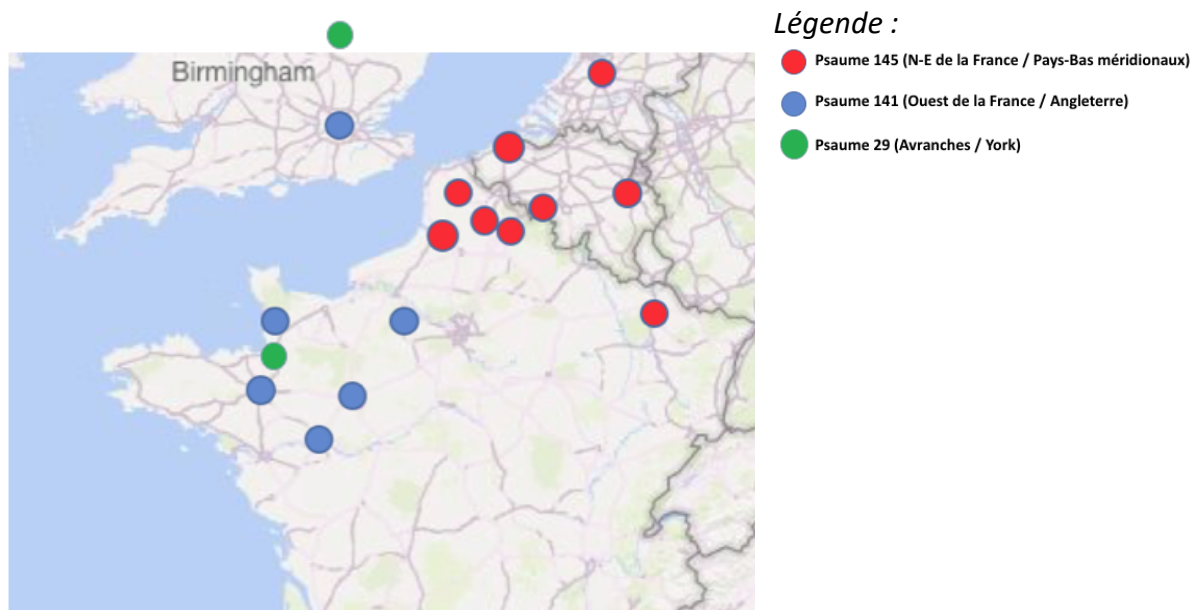 Légende :
Psaume 145 (N-E de la France / Pays-Bas méridionaux)
Psaume 141 (Ouest de la France / Angleterre)
Psaume 29 (Avranches / York)
Birmingham